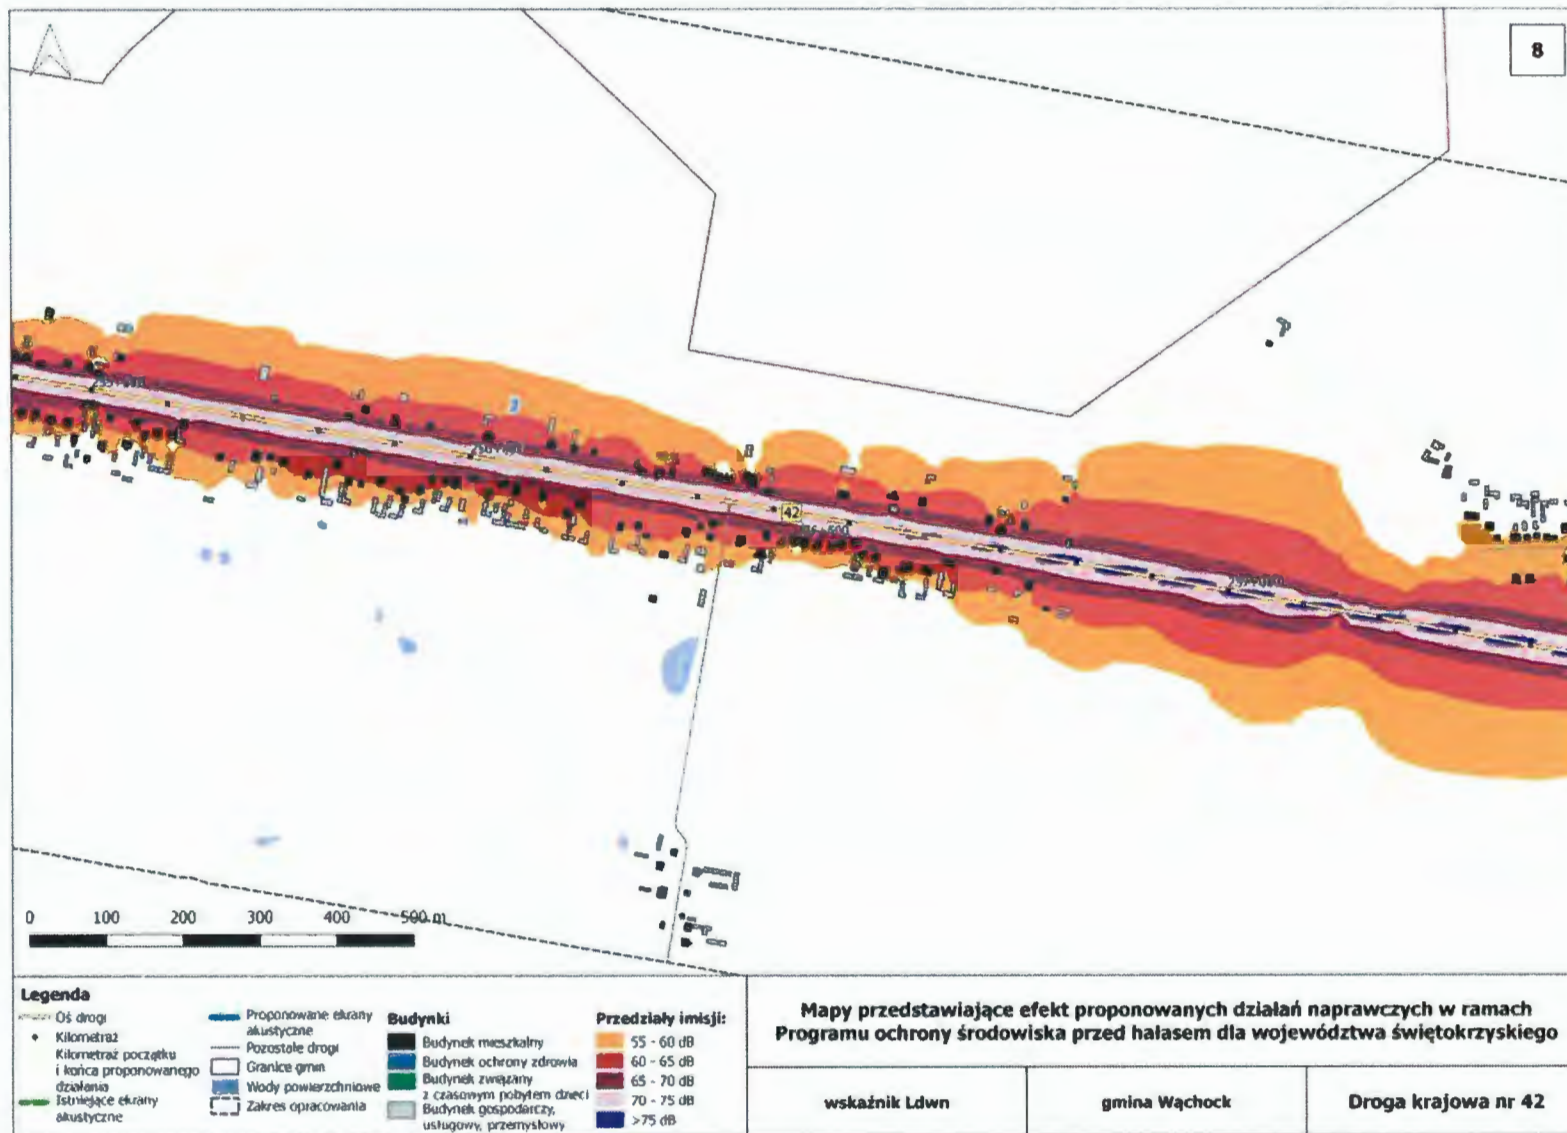 8
42
0 100 200 300 400 500 m
Legenda
Oś drogi
Kilometraż
Kilometraż początku
i końca proponowanego
działania
Istniejące ekrany
akustyczne
Proponowane ekrany
akustyczne
Pozostałe drogi
Granice gmin
Wody powierzchniowe
Zakres opracowania
Budynki
Budynek mieszkalny
Budynek ochrony zdrowia
Budynek związany
z czasowym pobytem dzieci
Budynek gospodarczy,
usługowy, przemysłowy
Przedziały imisji:
55 - 60 dB
60 - 65 dB
65 - 70 dB
70 - 75 dB
>75 dB
Mapy przedstawiające efekt proponowanych działań naprawczych w ramach
Programu ochrony środowiska przed hałasem dla województwa świętokrzyskiego
wskaźnik Ldwn
gmina Wąchock
Droga krajowa nr 42